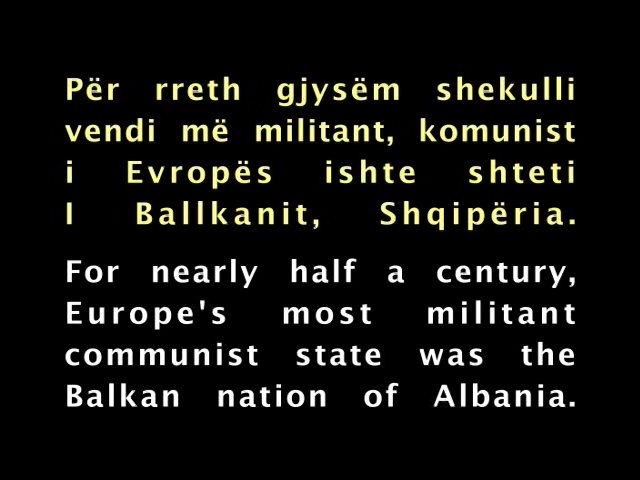 Për rreth gjysëm shekulli
vendi më militant, komunist
i Evropës ishte shteti
I Ballkanit, Shqipëria.
For nearly half a century,
Europe's most militant
communist state was the
Balkan nation of Albania.